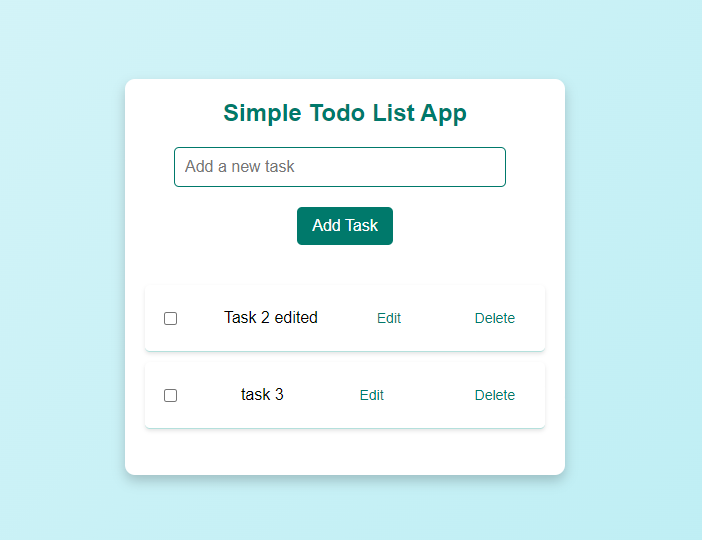 Simple Todo List App
Add a new task
Add Task
Task 2 edited Edit Delete
task 3 Edit Delete